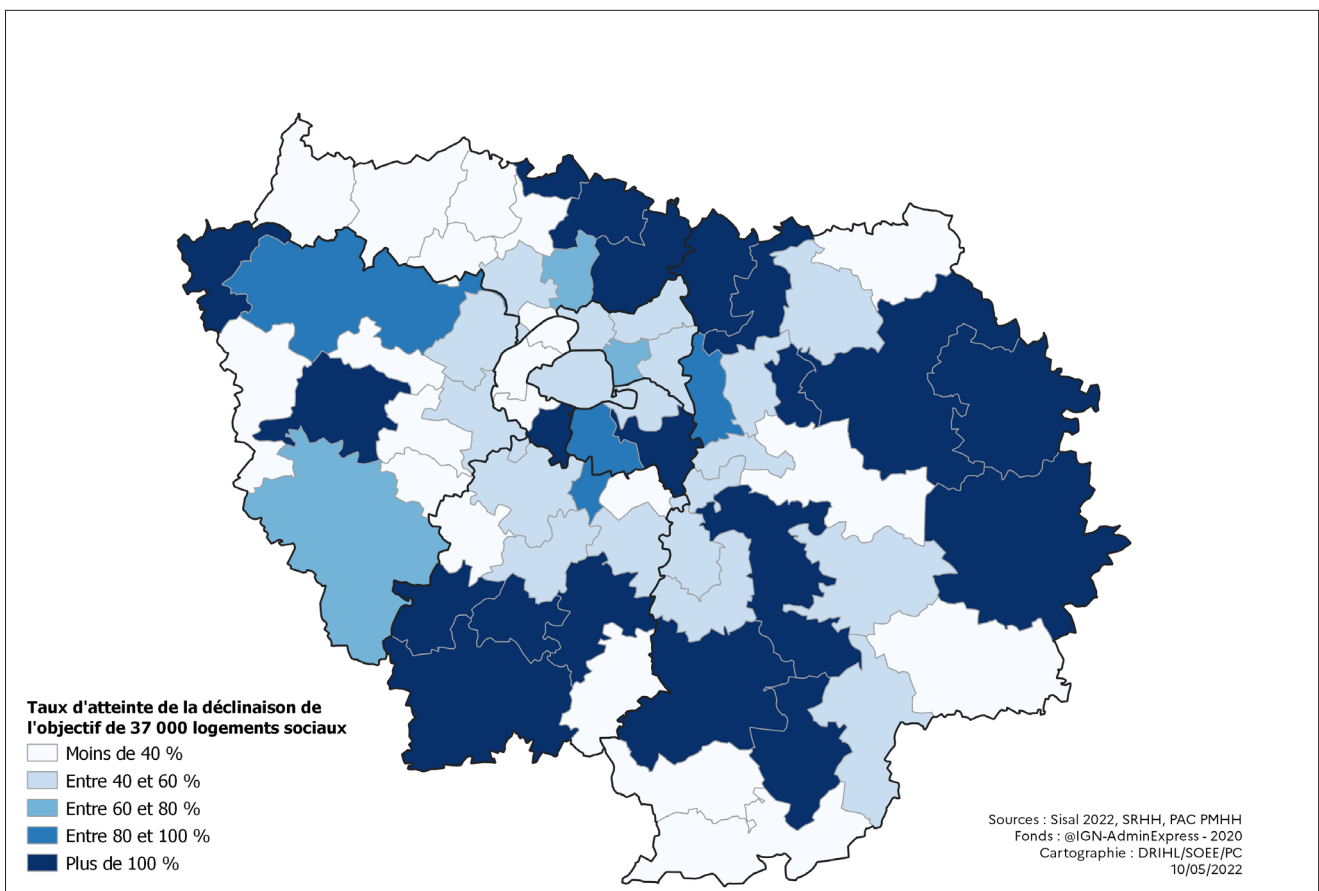 Taux d'atteinte de la déclinaison de
l'objectif de 37 000 logements sociaux
Moins de 40 %
Entre 40 et 60 %
Entre 60 et 80 %
Entre 80 et 100 %
Plus de 100 %
Sources : Sisal 2022, SRHH, PAC PMHH
Fonds : @IGN-AdminExpress - 2020
Cartographie : DRIHL/SOEE/PC
10/05/2022